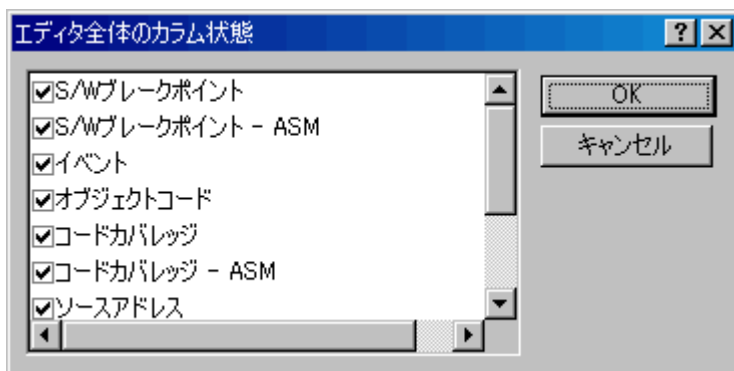 エディタ全体のカラム状態
S/Wブレークポイント
S/Wブレークポイント - ASM
イベント
オブジェクトコード
コードカバレッジ
コードカバレッジ - ASM
ソースアドレス
OK
キャンセル